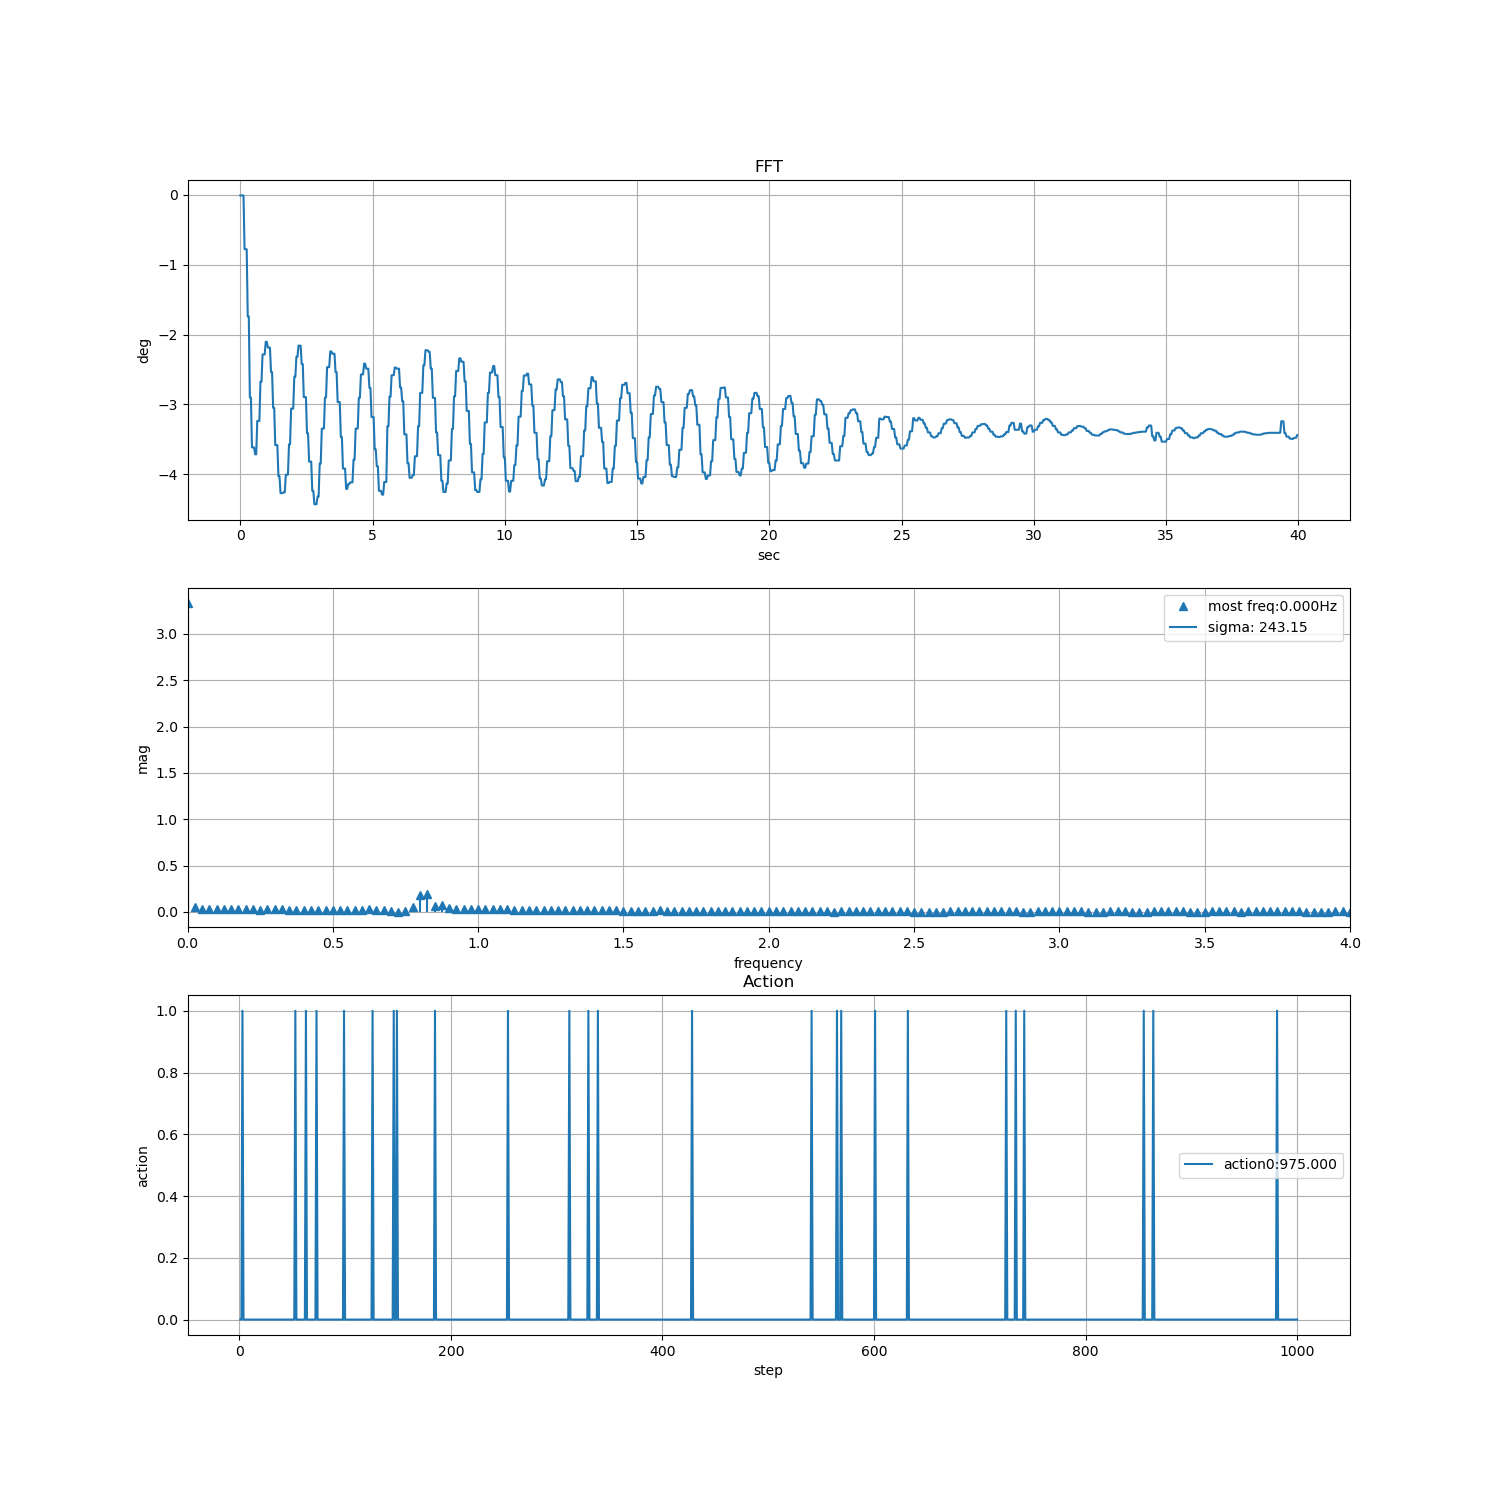 FFT
0
−1
−2
−3
−4
deg
0 5 10 15 20 25 30 35 40
sec
most freq:0.000Hz
sigma: 243.15
3.0
2.5
2.0
1.5
1.0
0.5
0.0
mag
0.0 0.5 1.0 1.5 2.0 2.5 3.0 3.5 4.0
frequency
Action
1.0
0.8
0.6
0.4
0.2
0.0
action
action0:975.000
0 200 400 600 800 1000
step